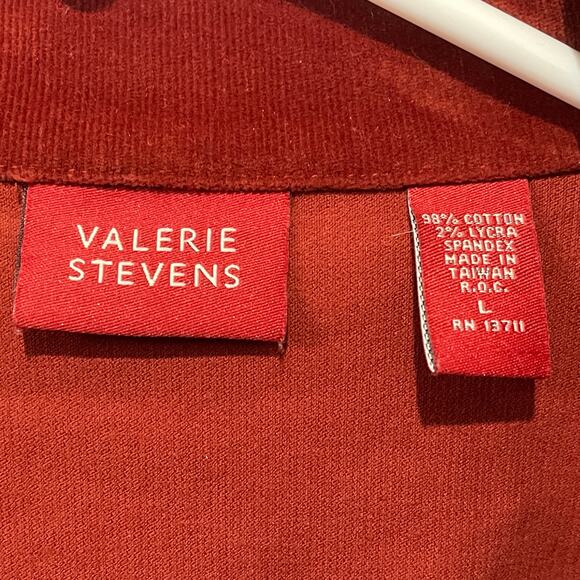 VALERIE
STEVENS
98% COTTON
2% LYCRA
SPANDEX
MADE IN
TAIWAN
R.O.C.
L
RN 13711